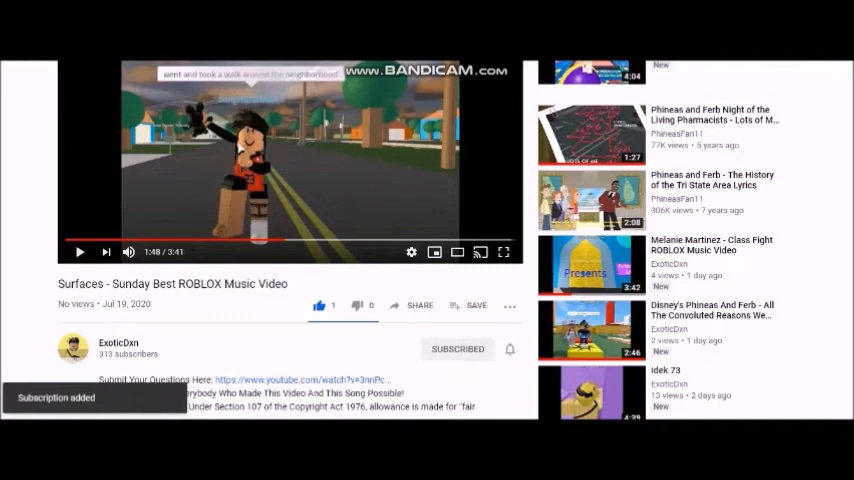 went and took a walk around the neighborhood
www.BANDICAM.com
1:48 / 3:41
Surfaces - Sunday Best ROBLOX Music Video
No views • Jul 19, 2020
1
0
SHARE
SAVE
ExoticDxn
313 subscribers
SUBSCRIBED
Submit Your Questions Here: https://www.youtube.com/watch?v=3nnPc...
erybody Who Made This Video And This Song Possible!
Under Section 107 of the Copyright Act 1976, allowance is made for "fair
Subscription added
4:04
New
1:27
Phineas and Ferb Night of the
Living Pharmacists - Lots of M...
PhineasFan11
77K views • 5 years ago
2:08
Phineas and Ferb - The History
of the Tri State Area Lyrics
PhineasFan11
306K views • 7 years ago
Presents
3:42
Melanie Martinez - Class Fight
ROBLOX Music Video
ExoticDxn
4 views • 1 day ago
New
2:46
Disney's Phineas And Ferb - All
The Convoluted Reasons We...
ExoticDxn
2 views • 1 day ago
New
4:39
Idek 73
ExoticDxn
13 views • 2 days ago
New